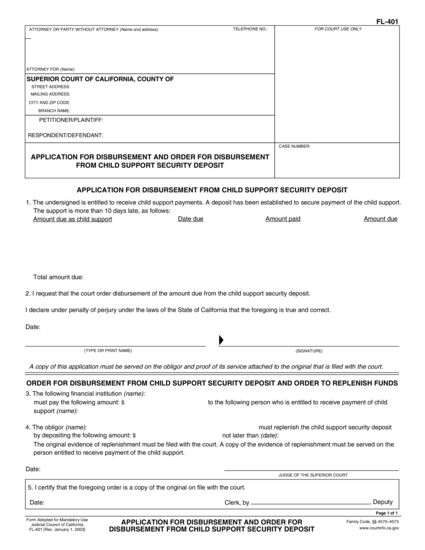 FL-401
ATTORNEY OR PARTY WITHOUT ATTORNEY (Name and address): TELEPHONE NO.: FOR COURT USE ONLY
ATTORNEY FOR (Name):
SUPERIOR COURT OF CALIFORNIA, COUNTY OF
STREET ADDRESS:
MAILING ADDRESS:
CITY AND ZIP CODE:
BRANCH NAME:
PETITIONER/PLAINTIFF:
RESPONDENT/DEFENDANT:
CASE NUMBER:
APPLICATION FOR DISBURSEMENT AND ORDER FOR DISBURSEMENT
FROM CHILD SUPPORT SECURITY DEPOSIT
APPLICATION FOR DISBURSEMENT FROM CHILD SUPPORT SECURITY DEPOSIT
1. The undersigned is entitled to receive child support payments. A deposit has been established to secure payment of the child support.
The support is more than 10 days late, as follows:
Amount due as child support Date due Amount paid Amount due
Total amount due:
2. I request that the court order disbursement of the amount due from the child support security deposit.
I declare under penalty of perjury under the laws of the State of California that the foregoing is true and correct.
Date:
(TYPE OR PRINT NAME) (SIGNATURE)
A copy of this application must be served on the obligor and proof of its service attached to the original that is filed with the court.
ORDER FOR DISBURSEMENT FROM CHILD SUPPORT SECURITY DEPOSIT AND ORDER TO REPLENISH FUNDS
3. The following financial institution (name):
must pay the following amount: $ to the following person who is entitled to receive payment of child
support (name):
4. The obligor (name): must replenish the child support security deposit
by depositing the following amount: $ not later than (date):
The original evidence of replenishment must be filed with the court. A copy of the evidence of replenishment must be served on the
person entitled to receive payment of the child support.
Date:
JUDGE OF THE SUPERIOR COURT
5. I certify that the foregoing order is a copy of the original on file with the court.
Date: Clerk, by , Deputy
Page 1 of 1
Form Adopted for Mandatory Use
Judicial Council of California
FL-401 [Rev. January 1, 2003]
APPLICATION FOR DISBURSEMENT AND ORDER FOR
DISBURSEMENT FROM CHILD SUPPORT SECURITY DEPOSIT
Family Code, §§ 4570–4573
www.courtinfo.ca.gov